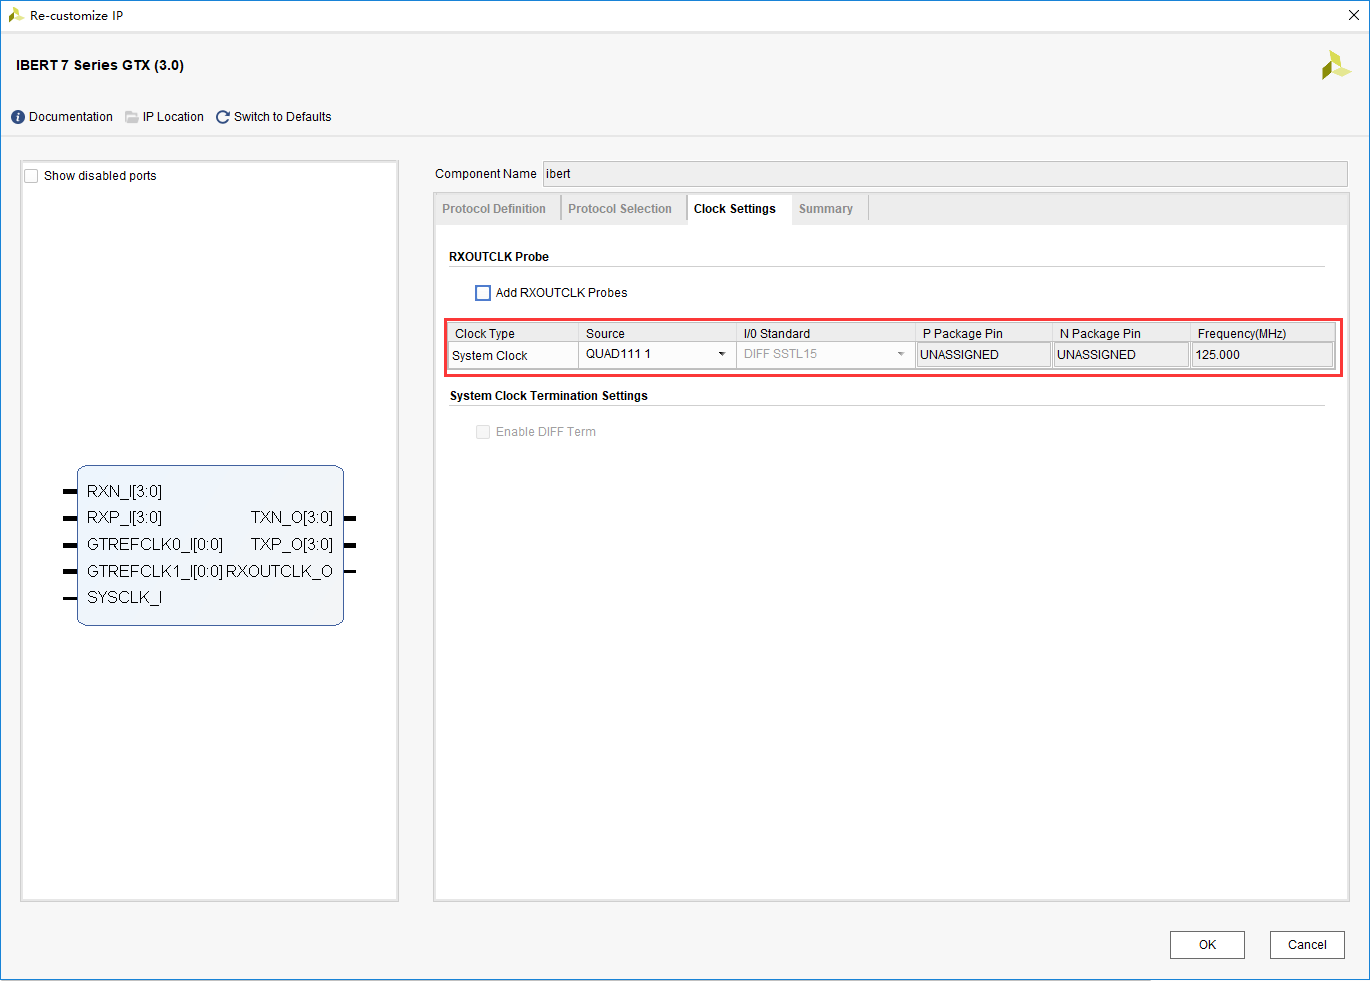 Re-customize IP
IBERT 7 Series GTX (3.0)
Documentation IP Location Switch to Defaults
Show disabled ports
Component Name ibert
Protocol Definition Protocol Selection Clock Settings Summary
RXOUTCLK Probe
Add RXOUTCLK Probes
Clock Type Source I/0 Standard P Package Pin N Package Pin Frequency(MHz)
System Clock QUAD111 1 DIFF SSTL15 UNASSIGNED UNASSIGNED 125.000
System Clock Termination Settings
Enable DIFF Term
RXN_I[3:0]
RXP_I[3:0] TXN_O[3:0]
GTREFCLK0_I[0:0] TXP_O[3:0]
GTREFCLK1_I[0:0] RXOUTCLK_O
SYSCLK_I
OK Cancel